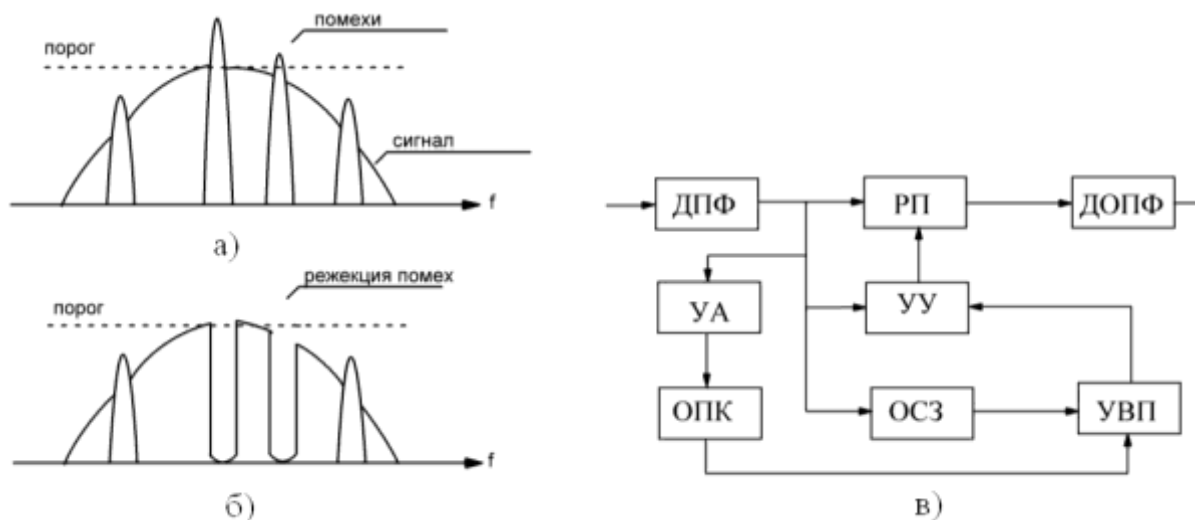 помехи
порог
сигнал
f
а)
режекция помех
порог
f
б)
ДПФ
РП
ДОПФ
УА
УУ
ОПК
ОСЗ
УВП
в)